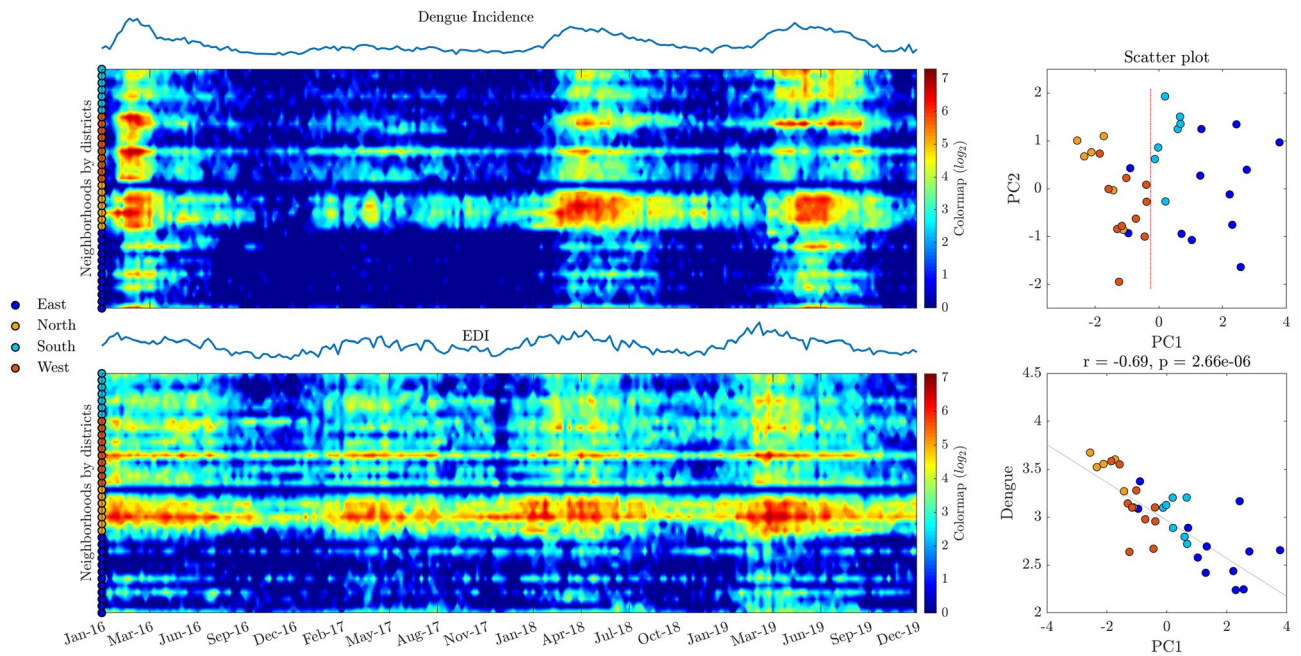 Dengue Incidence
Neighborhoods by districts
7
6
5
4
3
2
1
0
Colormap (log2)
East
North
South
West
EDI
Neighborhoods by districts
7
6
5
4
3
2
1
0
Colormap (log2)
Jan-16 Mar-16 Jun-16 Sep-16 Dec-16 Feb-17 May-17 Aug-17 Nov-17 Jan-18 Apr-18 Jul-18 Oct-18 Jan-19 Mar-19 Jun-19 Sep-19 Dec-19
Scatter plot
2
1
0
-1
-2
PC2
-2 0 2 4
PC1
r = -0.69, p = 2.66e-06
4.5
4
3.5
3
2.5
2
Dengue
-4 -2 0 2 4
PC1